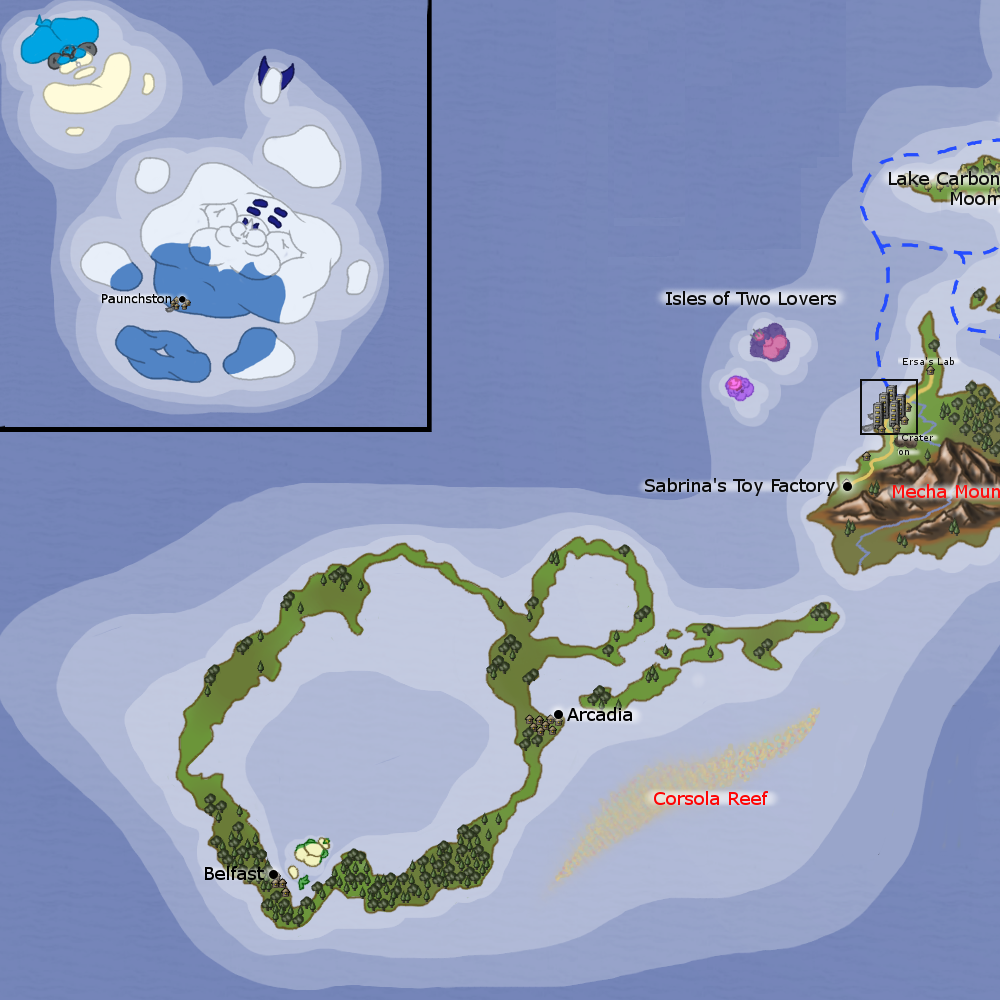 Lake Carbon
Moom
Paunchston
Isles of Two Lovers
Ersa's Lab
Crater
on
Sabrina's Toy Factory
Mecha Moun
Arcadia
Corsola Reef
Belfast